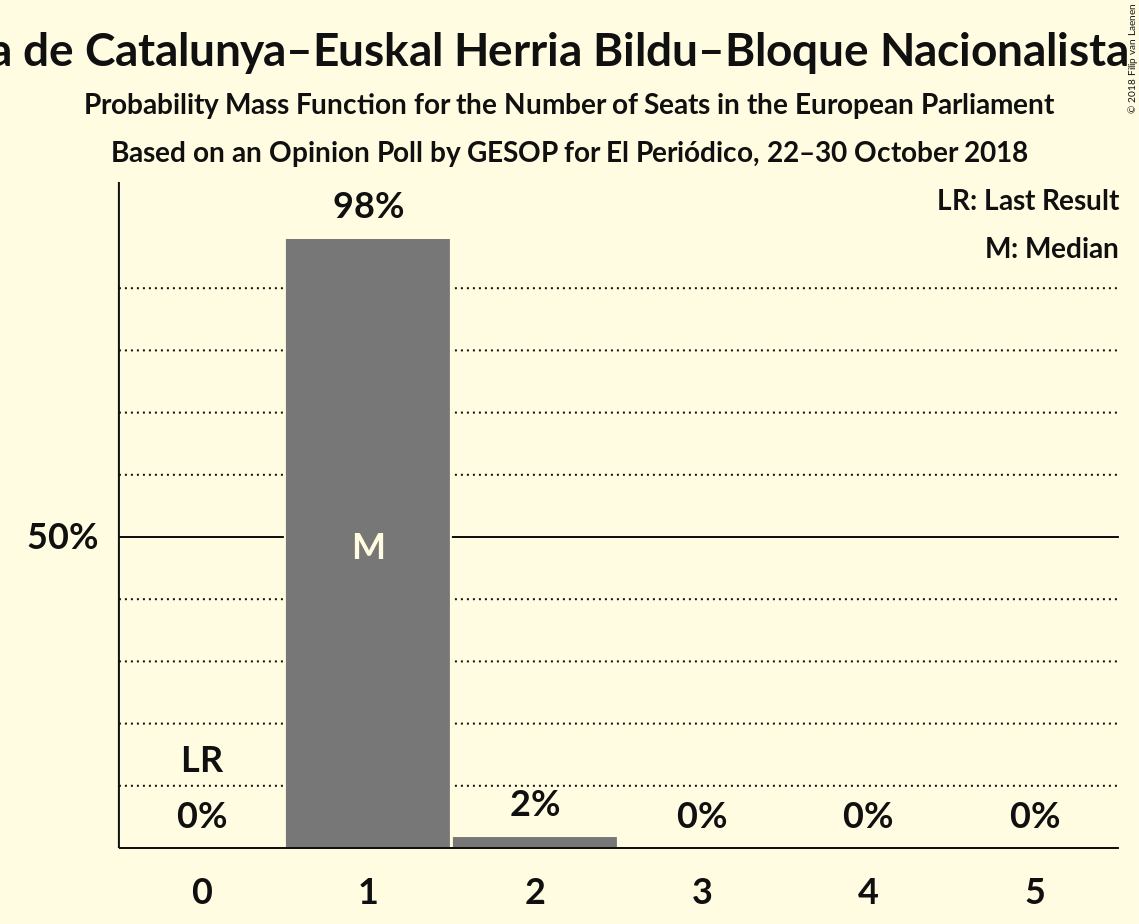 a de Catalunya–Euskal Herria Bildu–Bloque Nacionalista
Probability Mass Function for the Number of Seats in the European Parliament
Based on an Opinion Poll by GESOP for El Periódico, 22–30 October 2018
© 2018 Filip van Laenen
LR: Last Result
M: Median
98%
50%
M
LR
0%
2%
0%
0%
0%
0 1 2 3 4 5